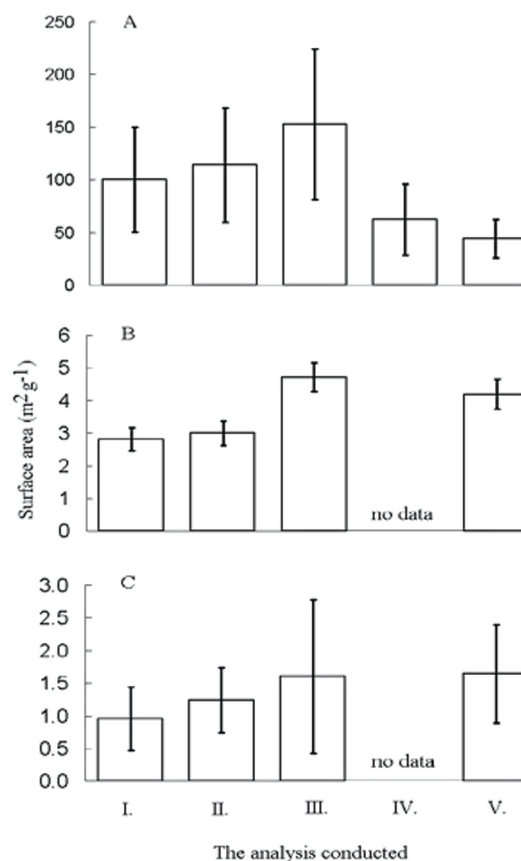 A
250
200
150
100
50
0
B
6
5
4
3
2
1
0
no data
Surface area (m² g-¹)
C
3.0
2.5
2.0
1.5
1.0
0.5
0.0
no data
I. II. III. IV. V.
The analysis conducted